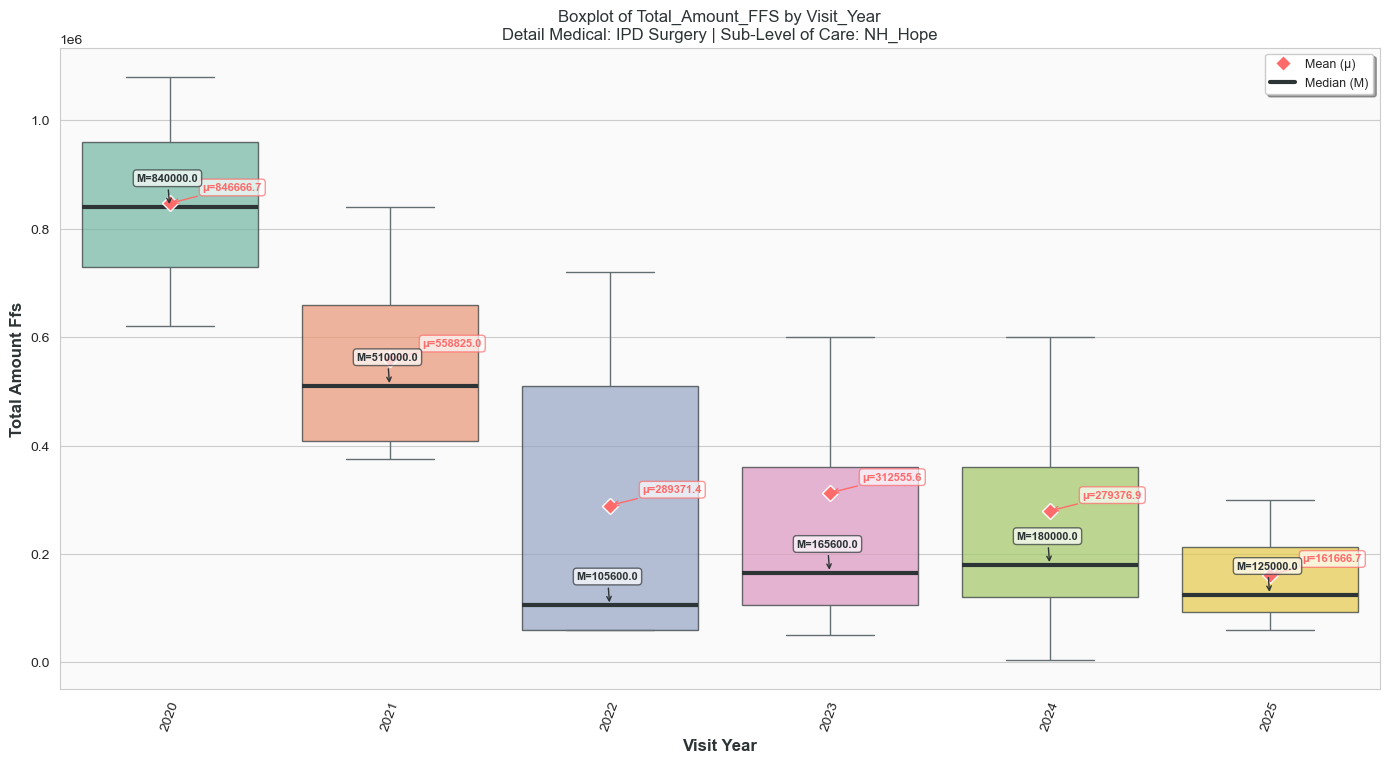 Boxplot of Total_Amount_FFS by Visit_Year
Detail Medical: IPD Surgery | Sub-Level of Care: NH_Hope
1e6
Mean (μ)
Median (M)
1.0
0.8
0.6
0.4
0.2
0.0
Total Amount Ffs
M=840000.0
μ=846666.7
M=510000.0
μ=558825.0
M=105600.0
μ=289371.4
M=165600.0
μ=312555.6
M=180000.0
μ=279376.9
M=125000.0
μ=161666.7
2020
2021
2022
2023
2024
2025
Visit Year